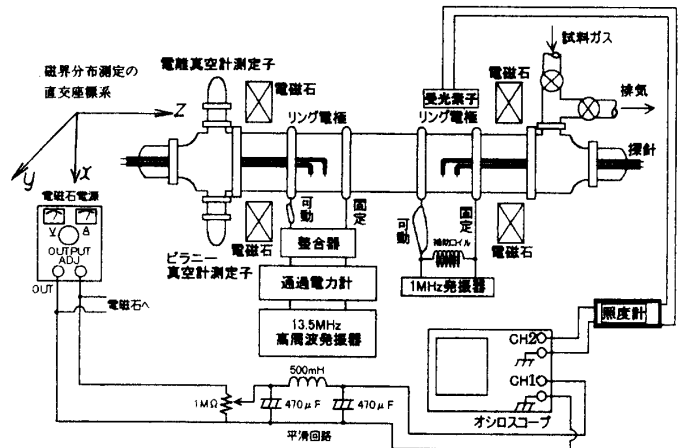 磁界分布測定の
直交座標系
Z
y
x
電離真空計測定子
電磁石
リング電極
受光素子
リング電極
電磁石
試料ガス
排気
探針
電磁石電源
V
A
OUTPUT
ADJ
OUT
電磁石へ
ピラニー
真空計測定子
電磁石
可動
固定
整合器
通過電力計
13.5MHz
高周波発振器
可動
固定
補助コイル
1MHz発振器
電磁石
照度計
CH2
CH1
オシロスコープ
1MΩ
500mH
470μF
470μF
平滑回路